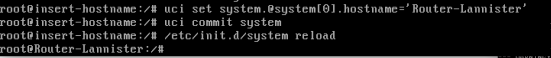 root@insert-hostname:/# uci set system.@system[0].hostname='Router-Lannister'
root@insert-hostname:/# uci commit system
root@insert-hostname:/# /etc/init.d/system reload
root@Router-Lannister:/#